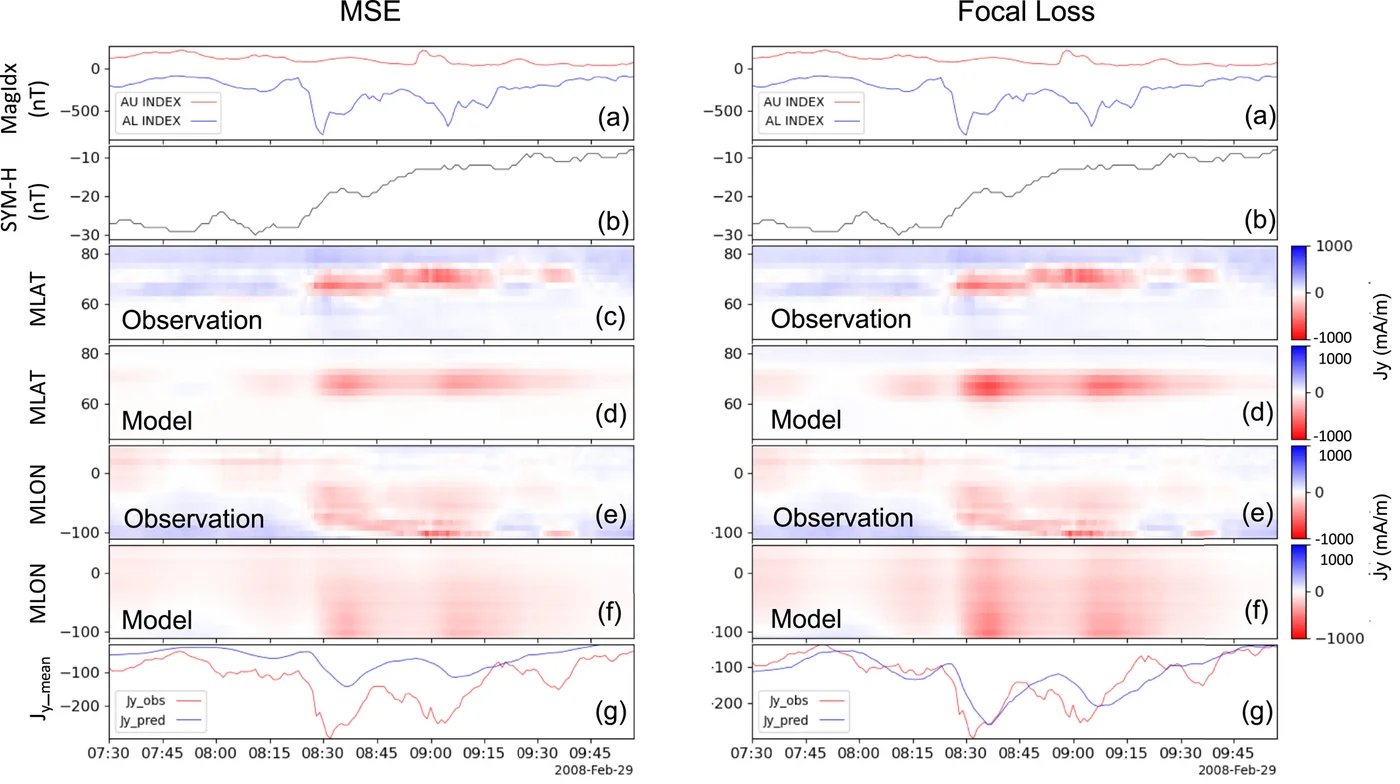 MSE
Focal Loss
MagIdx
(nT)
0
−500
AU INDEX
AL INDEX
(a)
0
−500
AU INDEX
AL INDEX
(a)
SYM-H
(nT)
−10
−20
−30
(b)
−10
−20
−30
(b)
MLAT
80
60
Observation
(c)
80
60
Observation
(c)
1000
0
-1000
MLAT
80
60
Model
(d)
80
60
Model
(d)
1000
0
-1000
Jy (mA/m)
MLON
0
−100
Observation
(e)
0
·100
Observation
(e)
1000
0
-1000
MLON
0
−100
Model
(f)
0
·100
Model
(f)
1000
0
−1000
Jy (mA/m)
Jy_mean
−100
−200
Jy_obs
Jy_pred
(g)
·100
·200
Jy_obs
Jy_pred
(g)
07:30 07:45 08:00 08:15 08:30 08:45 09:00 09:15 09:30 09:45
2008-Feb-29
07:30 07:45 08:00 08:15 08:30 08:45 09:00 09:15 09:30 09:45
2008-Feb-29